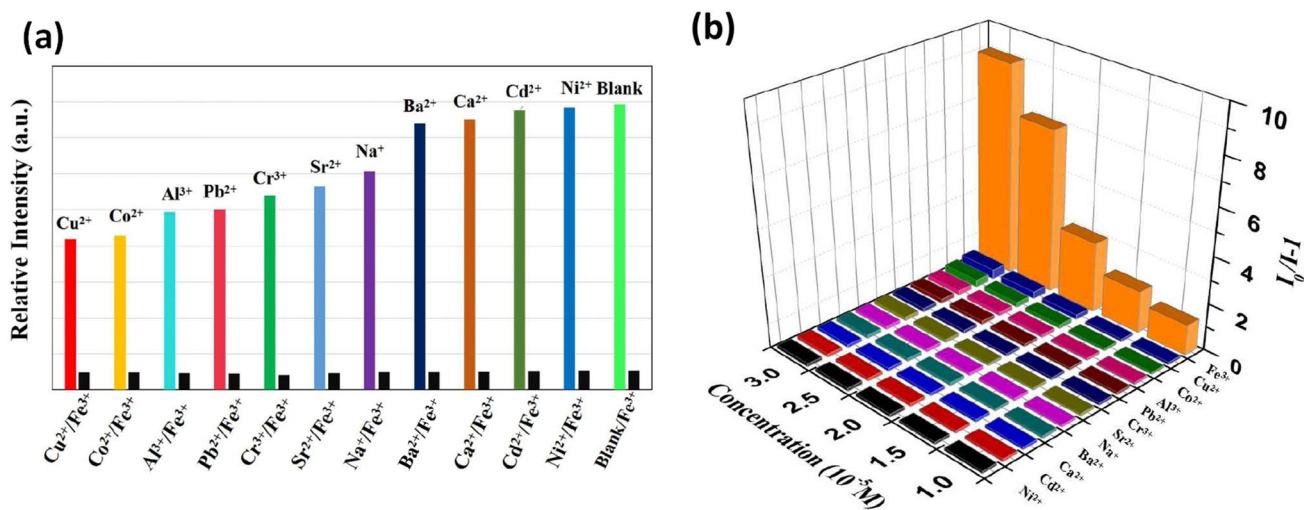 (a)
Relative Intensity (a.u.)
Cu²⁺
Co²⁺
Al³⁺
Pb²⁺
Cr³⁺
Sr²⁺
Na⁺
Ba²⁺
Ca²⁺
Cd²⁺
Ni²⁺
Blank
Cu²⁺/Fe³⁺
Co²⁺/Fe³⁺
Al³⁺/Fe³⁺
Pb²⁺/Fe³⁺
Cr³⁺/Fe³⁺
Sr²⁺/Fe³⁺
Na⁺/Fe³⁺
Ba²⁺/Fe³⁺
Ca²⁺/Fe³⁺
Cd²⁺/Fe³⁺
Ni²⁺/Fe³⁺
Blank/Fe³⁺
(b)
10
8
6
4
2
0
I⁰/I-1
Fe³⁺
Cu²⁺
Co²⁺
Al³⁺
Pb²⁺
Cr³⁺
Sr²⁺
Na⁺
Ba²⁺
Ca²⁺
Cd²⁺
Ni²⁺
3.0
2.5
2.0
1.5
1.0
Concentration (10⁻⁵M)